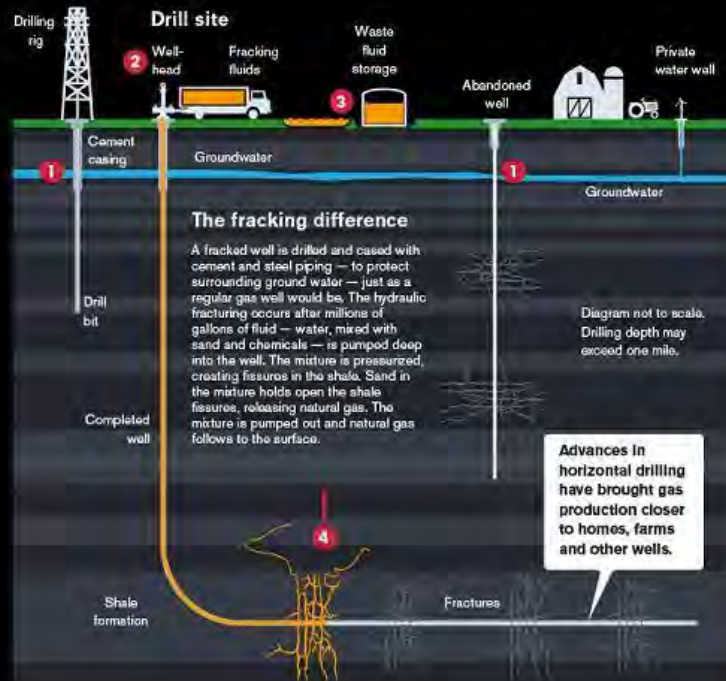 Drilling
rig
Drill site
2
Well-
head
Fracking
fluids
Waste
fluid
storage
3
Abandoned
well
Private
water well
Cement
casing
1
Groundwater
1
Groundwater
The fracking difference
A fracked well is drilled and cased with
cement and steel piping — to protect
surrounding ground water — just as a
regular gas well would be. The hydraulic
fracturing occurs after millions of
gallons of fluid — water, mixed with
sand and chemicals — is pumped deep
into the well. The mixture is pressurized,
creating fissures in the shale. Sand in
the mixture holds open the shale
fissures, releasing natural gas. The
mixture is pumped out and natural gas
follows to the surface.
Drill
bit
Diagram not to scale.
Drilling depth may
exceed one mile.
Completed
well
Advances in
horizontal drilling
have brought gas
production closer
to homes, farms
and other wells.
4
Shale
formation
Fractures